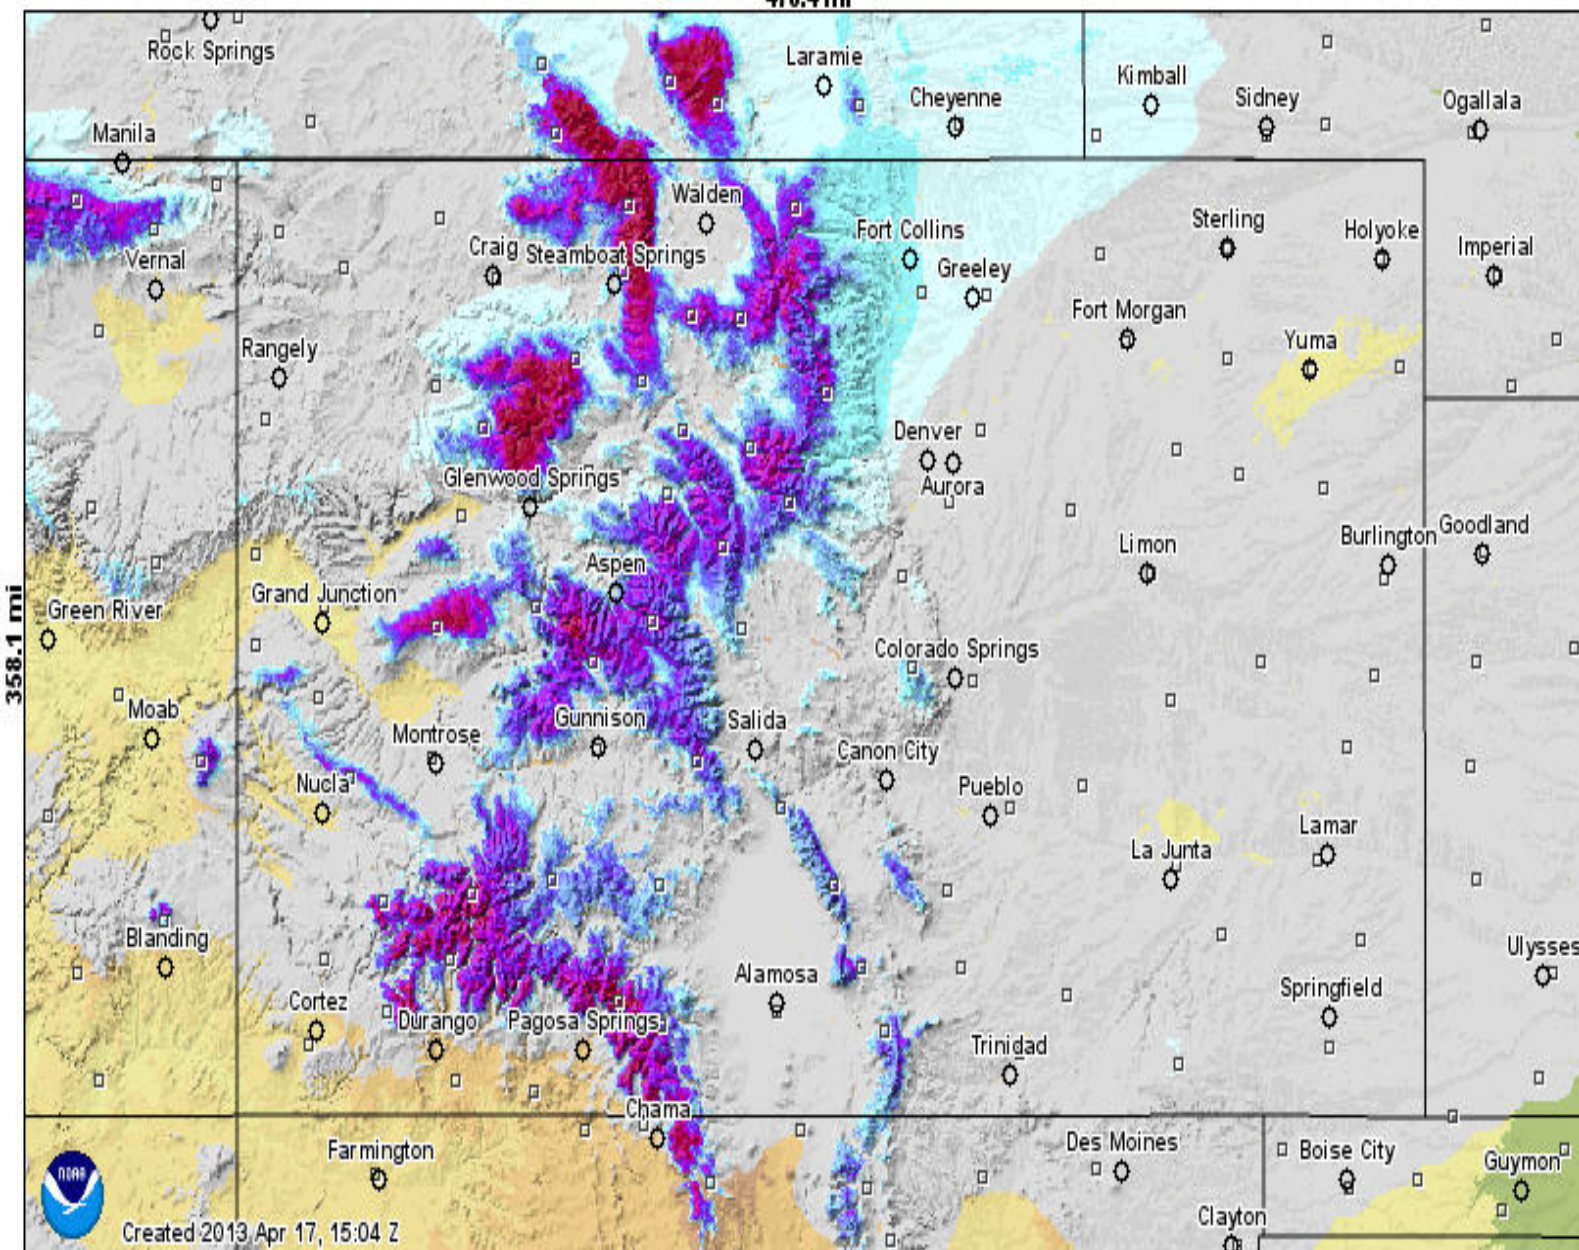 Rock Springs
Laramie
Kimball
Cheyenne
Sidney
Ogallala
Manila
Walden
Sterling
Fort Collins
Holyoke
Imperial
Craig
Steamboat Springs
Vernal
Greeley
Fort Morgan
Rangely
Yuma
Denver
Glenwood Springs
Aurora
Goodland
Burlington
Limon
Aspen
Grand Junction
Green River
Colorado Springs
358.1 mi
Moab
Gunnison
Salida
Montrose
Canon City
Nucla
Pueblo
Lamar
La Junta
Blanding
Ulysses
Alamosa
Springfield
Cortez
Durango
Pagosa Springs
Trinidad
Chama
Des Moines
Farmington
Boise City
Guymon
NOAA
Clayton
Created 2013 Apr 17, 15:04 Z